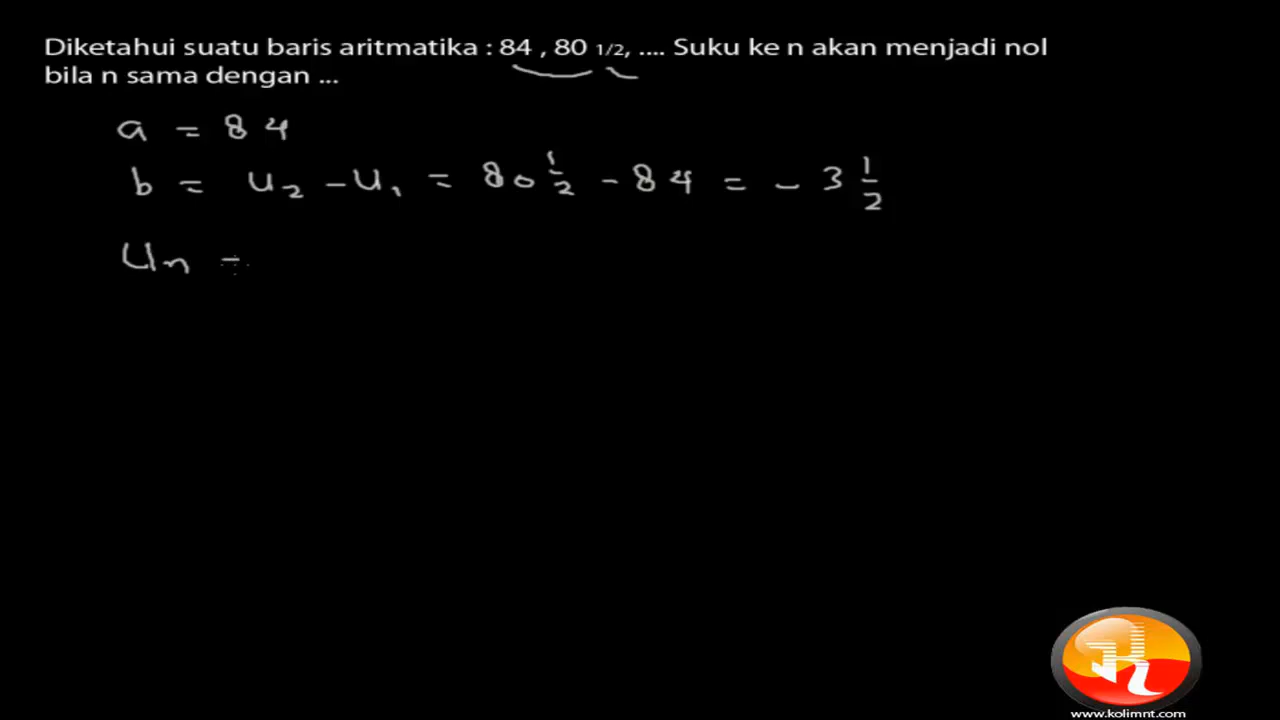 Diketahui suatu baris aritmatika : 84 , 80 1/2, .... Suku ke n akan menjadi nol
bila n sama dengan ...
a = 84
b = u2 - u1 = 80 1/2 - 84 = - 3 1/2
Un =
www.kolimnt.com